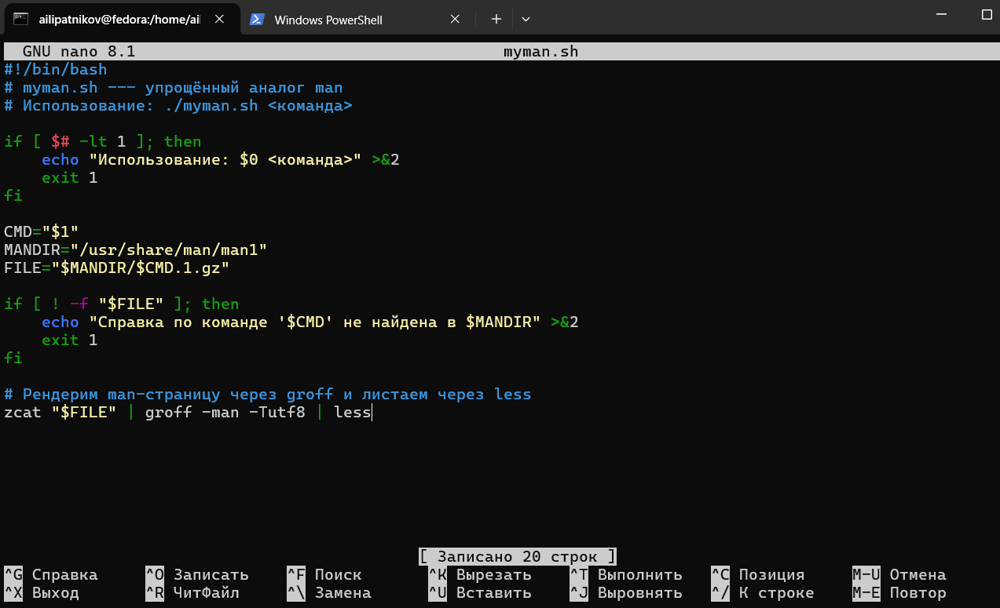 ailipatnikov@fedora:/home/ail Windows PowerShell
GNU nano 8.1 myman.sh
#!/bin/bash
# myman.sh --- упрощённый аналог man
# Использование: ./myman.sh <команда>
if [ $# -lt 1 ]; then
    echo "Использование: $0 <команда>" >&2
    exit 1
fi
CMD="$1"
MANDIR="/usr/share/man/man1"
FILE="$MANDIR/$CMD.1.gz"
if [ ! -f "$FILE" ]; then
    echo "Справка по команде '$CMD' не найдена в $MANDIR" >&2
    exit 1
fi
# Рендерим man-страницу через groff и листаем через less
zcat "$FILE" | groff -man -Tutf8 | less
[ Записано 20 строк ]
^G Справка ^O Записать ^F Поиск ^K Вырезать ^T Выполнить ^C Позиция M-U Отмена
^X Выход ^R ЧитФайл ^\ Замена ^U Вставить ^J Выровнять ^/ К строке M-E Повтор